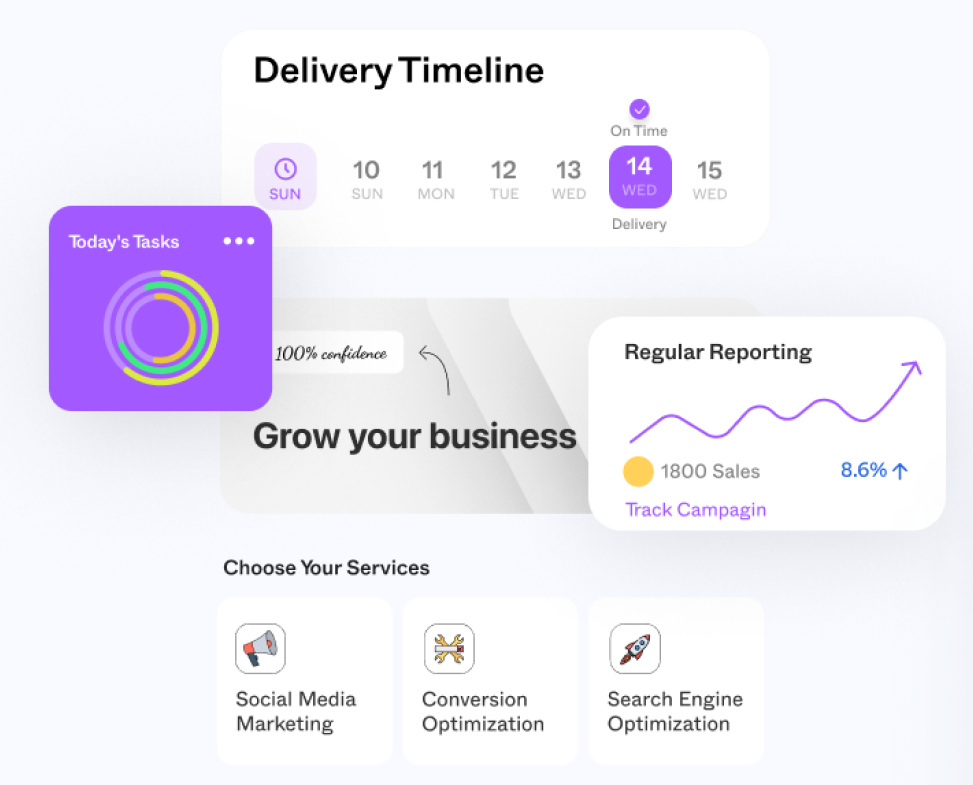 Delivery Timeline
On Time
SUN
10
SUN
11
MON
12
TUE
13
WED
14
WED
15
WED
Delivery
Today's Tasks
100% confidence
Grow your business
Regular Reporting
1800 Sales
8.6%
Track Campagin
Choose Your Services
Social Media
Marketing
Conversion
Optimization
Search Engine
Optimization